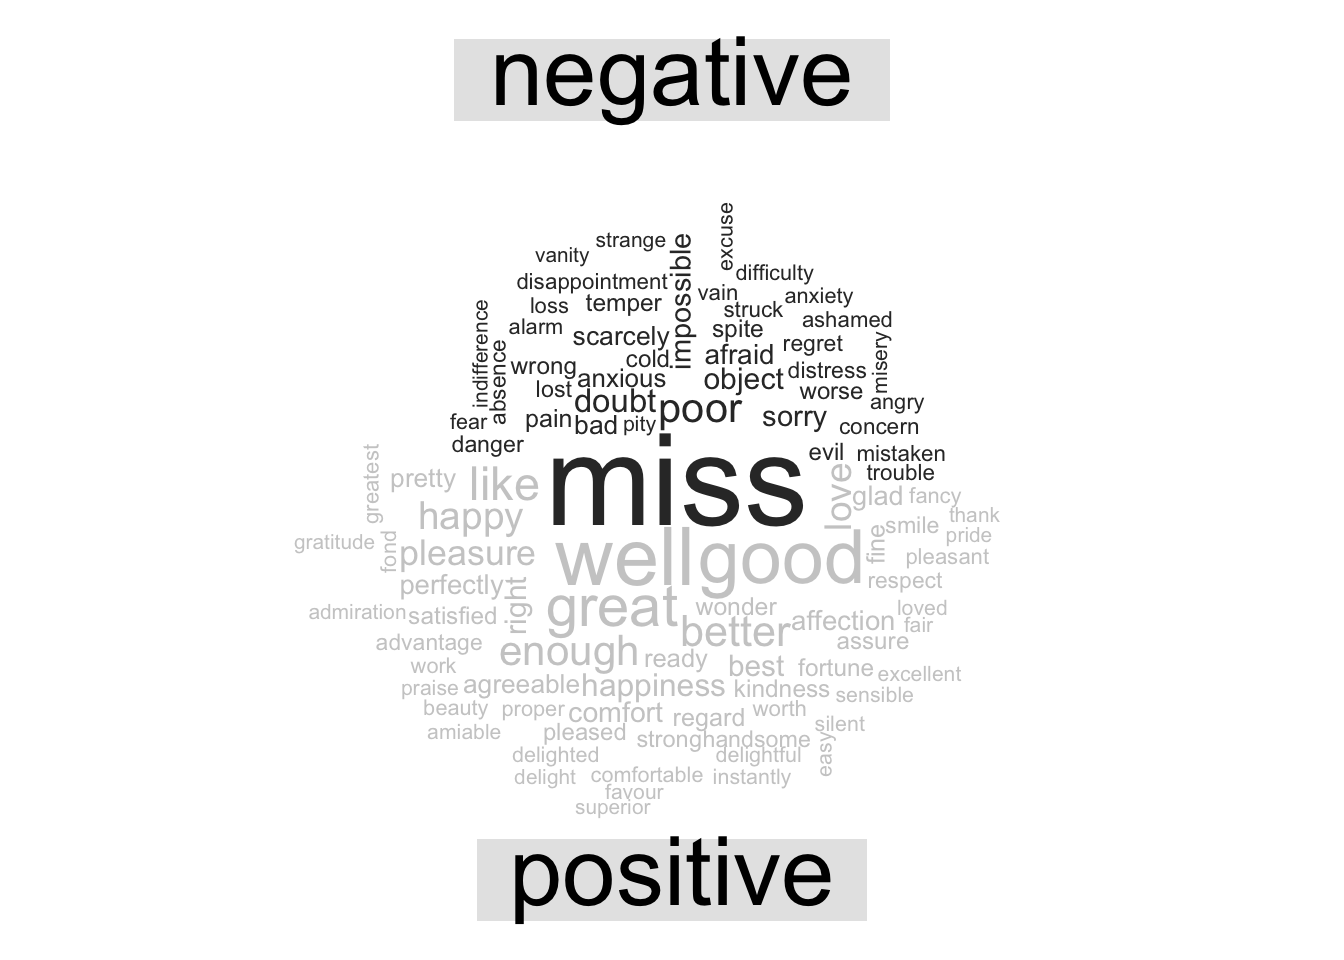 negative
excuse
strange
impossible
vanity
difficulty
disappointment
vain
anxiety
indifference
loss
temper
struck
ashamed
alarm
scarcely
spite
misery
absence
cold
afraid
regret
wrong
anxious
object
distress
lost
worse
doubt
poor
angry
fear
pain
bad
pity
sorry
concern
danger
miss
evil
mistaken
trouble
greatest
pretty
like
love
glad
fancy
happy
smile
thank
gratitude
fond
pleasure
well
good
fine
pride
pleasant
perfectly
right
respect
admiration
satisfied
great
wonder
affection
loved
fair
advantage
better
assure
enough
work
ready
best
fortune
excellent
praise
agreeable
happiness
kindness
sensible
beauty
proper
comfort
regard
worth
silent
amiable
pleased
strong
handsome
easy
delighted
delightful
delight
comfortable
instantly
favour
superior
positive